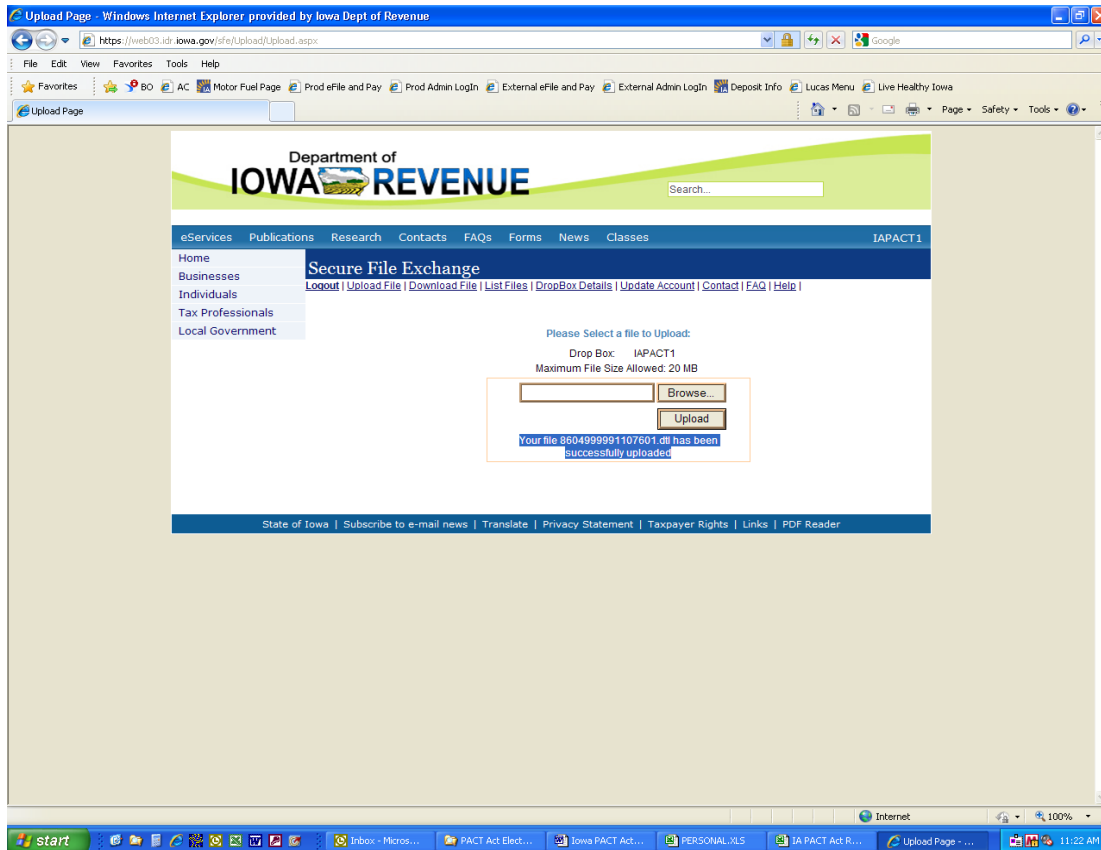 Upload Page - Windows Internet Explorer provided by Iowa Dept of Revenue
https://web03.idr.iowa.gov/sfe/Upload/Upload.aspx
Google
File Edit View Favorites Tools Help
Favorites BO AC Motor Fuel Page Prod eFile and Pay Prod Admin LogIn External eFile and Pay External Admin LogIn Deposit Info Lucas Menu Live Healthy Iowa
Upload Page
Page Safety Tools
Department of
IOWA REVENUE
Search...
eServices Publications Research Contacts FAQs Forms News Classes IAPACT1
Home
Businesses
Individuals
Tax Professionals
Local Government
Secure File Exchange
Logout | Upload File | Download File | List Files | DropBox Details | Update Account | Contact | FAQ | Help |
Please Select a file to Upload:
Drop Box: IAPACT1
Maximum File Size Allowed: 20 MB
Browse...
Upload
Your file 8604999991107601.dtl has been
successfully uploaded
State of Iowa | Subscribe to e-mail news | Translate | Privacy Statement | Taxpayer Rights | Links | PDF Reader
Internet
100%
start
Inbox - Micros...
PACT Act Elect...
Iowa PACT Act...
PERSONAL.XLS
IA PACT Act R...
Upload Page - ...
11:22 AM